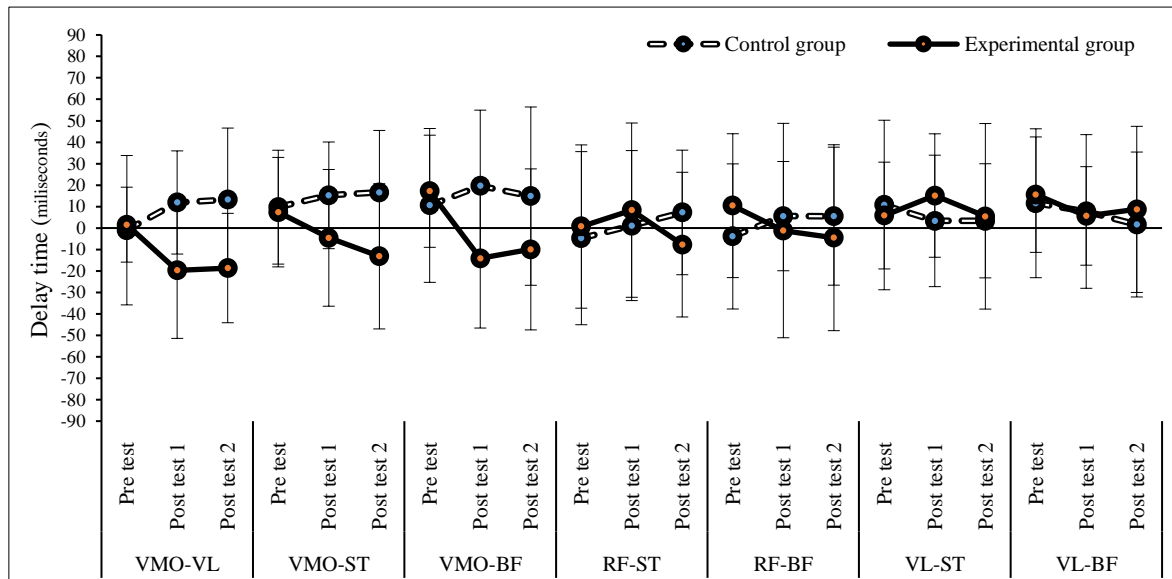 Control group
Experimental group
Delay time (miliseconds)
90
80
70
60
50
40
30
20
10
0
-10
-20
-30
-40
-50
-60
-70
-80
-90
Pre test
Post test 1
Post test 2
Pre test
Post test 1
Post test 2
Pre test
Post test 1
Post test 2
Pre test
Post test 1
Post test 2
Pre test
Post test 1
Post test 2
Pre test
Post test 1
Post test 2
Pre test
Post test 1
Post test 2
VMO-VL
VMO-ST
VMO-BF
RF-ST
RF-BF
VL-ST
VL-BF